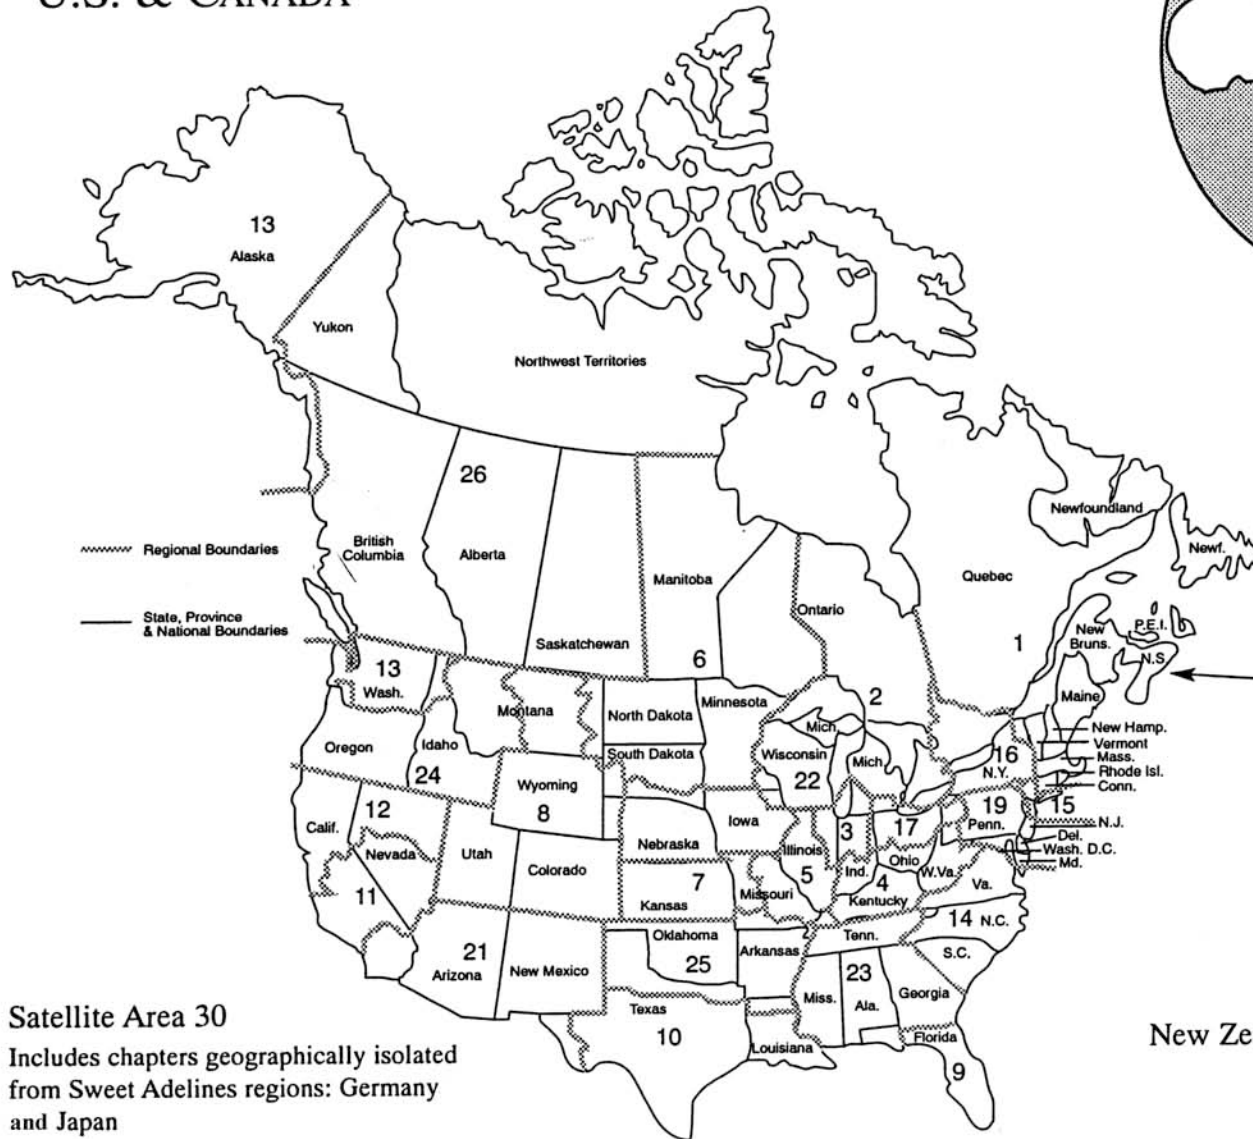 U.S. & CANADA
13
Alaska
Yukon
Northwest Territories
26
British
Columbia
Alberta
Saskatchewan
Manitoba
6
Ontario
2
Quebec
1
Newfoundland
Newf.
P.E.I.
New
Bruns.
N.S.
Maine
Regional Boundaries
State, Province
& National Boundaries
13
Wash.
Montana
North Dakota
Minnesota
Mich.
New Hamp.
Vermont
Mass.
Rhode Isl.
Conn.
Oregon
Idaho
24
South Dakota
Wisconsin
22
Mich.
16
N.Y.
Wyoming
8
12
Calif.
Nevada
Utah
Colorado
Nebraska
Iowa
Illinois
5
3
Ind.
17
Ohio
19
Penn.
15
N.J.
Del.
Wash. D.C.
Md.
11
7
Kansas
Missouri
4
Kentucky
W.Va.
Va.
21
Arizona
New Mexico
Oklahoma
25
Arkansas
Tenn.
14 N.C.
S.C.
Texas
10
Louisiana
Miss.
23
Ala.
Georgia
Florida
9
Satellite Area 30
Includes chapters geographically isolated
from Sweet Adelines regions: Germany
and Japan
New Ze